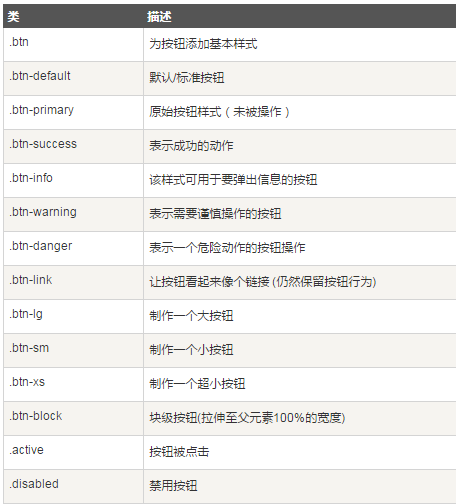 类 描述
.btn 为按钮添加基本样式
.btn-default 默认/标准按钮
.btn-primary 原始按钮样式（未被操作）
.btn-success 表示成功的动作
.btn-info 该样式可用于要弹出信息的按钮
.btn-warning 表示需要谨慎操作的按钮
.btn-danger 表示一个危险动作的按钮操作
.btn-link 让按钮看起来像个链接 (仍然保留按钮行为)
.btn-lg 制作一个大按钮
.btn-sm 制作一个小按钮
.btn-xs 制作一个超小按钮
.btn-block 块级按钮(拉伸至父元素100%的宽度)
.active 按钮被点击
.disabled 禁用按钮